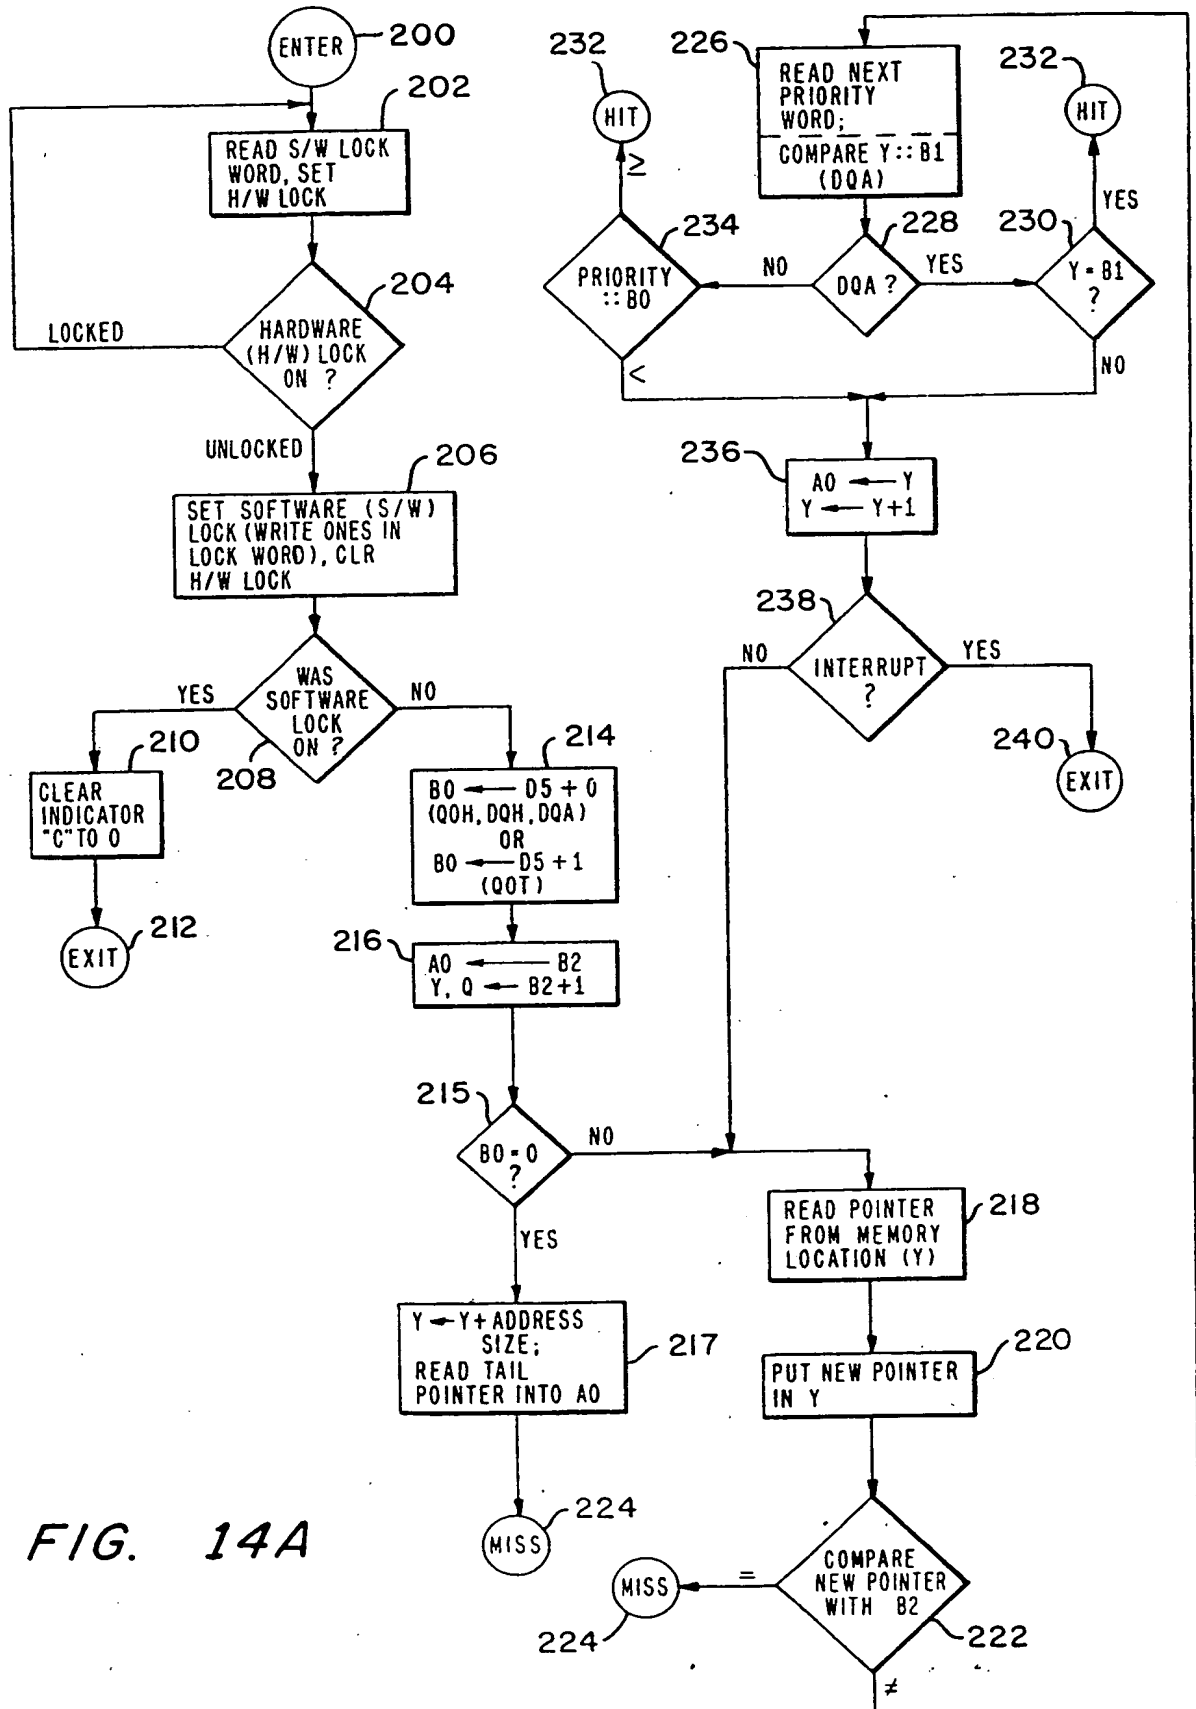 ENTER
200
202
READ S/W LOCK
WORD, SET
H/W LOCK
204
HARDWARE
(H/W) LOCK
ON ?
LOCKED
UNLOCKED
206
SET SOFTWARE (S/W)
LOCK (WRITE ONES IN
LOCK WORD), CLR
H/W LOCK
WAS
SOFTWARE
LOCK
ON ?
208
YES
NO
210
CLEAR
INDICATOR
"C" TO 0
EXIT
212
214
B0 ← D5 + 0
(QOH, DQH, DQA)
OR
B0 ← D5 + 1
(QOT)
216
A0 ← B2
Y, Q ← B2+1
215
B0 = 0
?
NO
YES
217
Y ← Y + ADDRESS
SIZE;
READ TAIL
POINTER INTO A0
224
MISS
232
HIT
≥
234
PRIORITY
:: B0
<
226
READ NEXT
PRIORITY
WORD;
COMPARE Y :: B1
(DQA)
228
DQA ?
NO
YES
230
Y = B1
?
YES
NO
232
HIT
236
A0 ← Y
Y ← Y+1
238
INTERRUPT
?
NO
YES
240
EXIT
218
READ POINTER
FROM MEMORY
LOCATION (Y)
220
PUT NEW POINTER
IN Y
COMPARE
NEW POINTER
WITH B2
222
=
MISS
224
≠
FIG. 14A